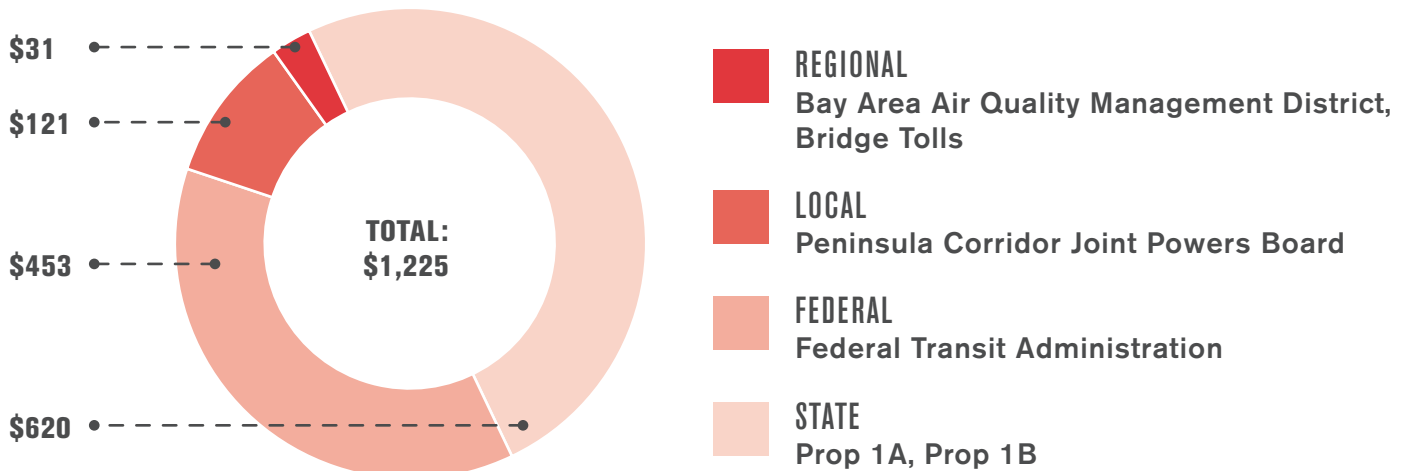 $31
$121
$453
$620
TOTAL:
$1,225
REGIONAL
Bay Area Air Quality Management District,
Bridge Tolls
LOCAL
Peninsula Corridor Joint Powers Board
FEDERAL
Federal Transit Administration
STATE
Prop 1A, Prop 1B